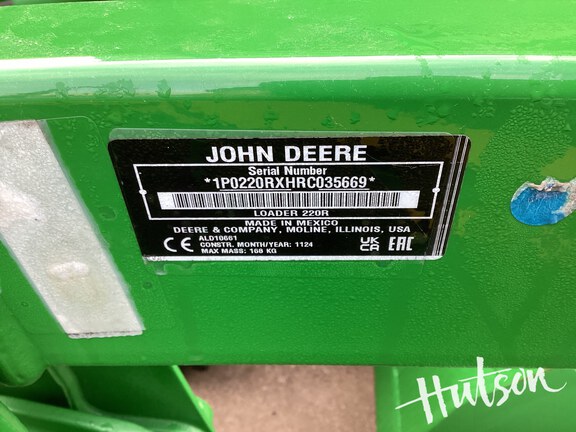 JOHN DEERE
Serial Number
*1P0220RXHRC035669*
LOADER 220R
MADE IN MEXICO
DEERE & COMPANY, MOLINE, ILLINOIS, USA
ALD10661
CONSTR. MONTH/YEAR: 1124
MAX MASS: 160 KG
CE
UK
CA
EAC
Hutson